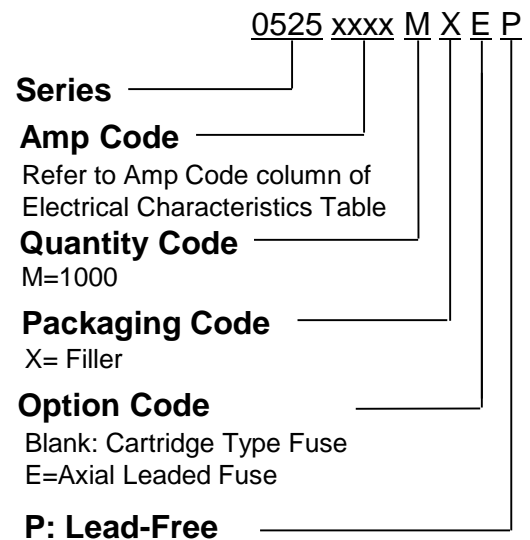 0525 xxxx M X E P
Series
Amp Code
Refer to Amp Code column of
Electrical Characteristics Table
Quantity Code
M=1000
Packaging Code
X= Filler
Option Code
Blank: Cartridge Type Fuse
E=Axial Leaded Fuse
P: Lead-Free